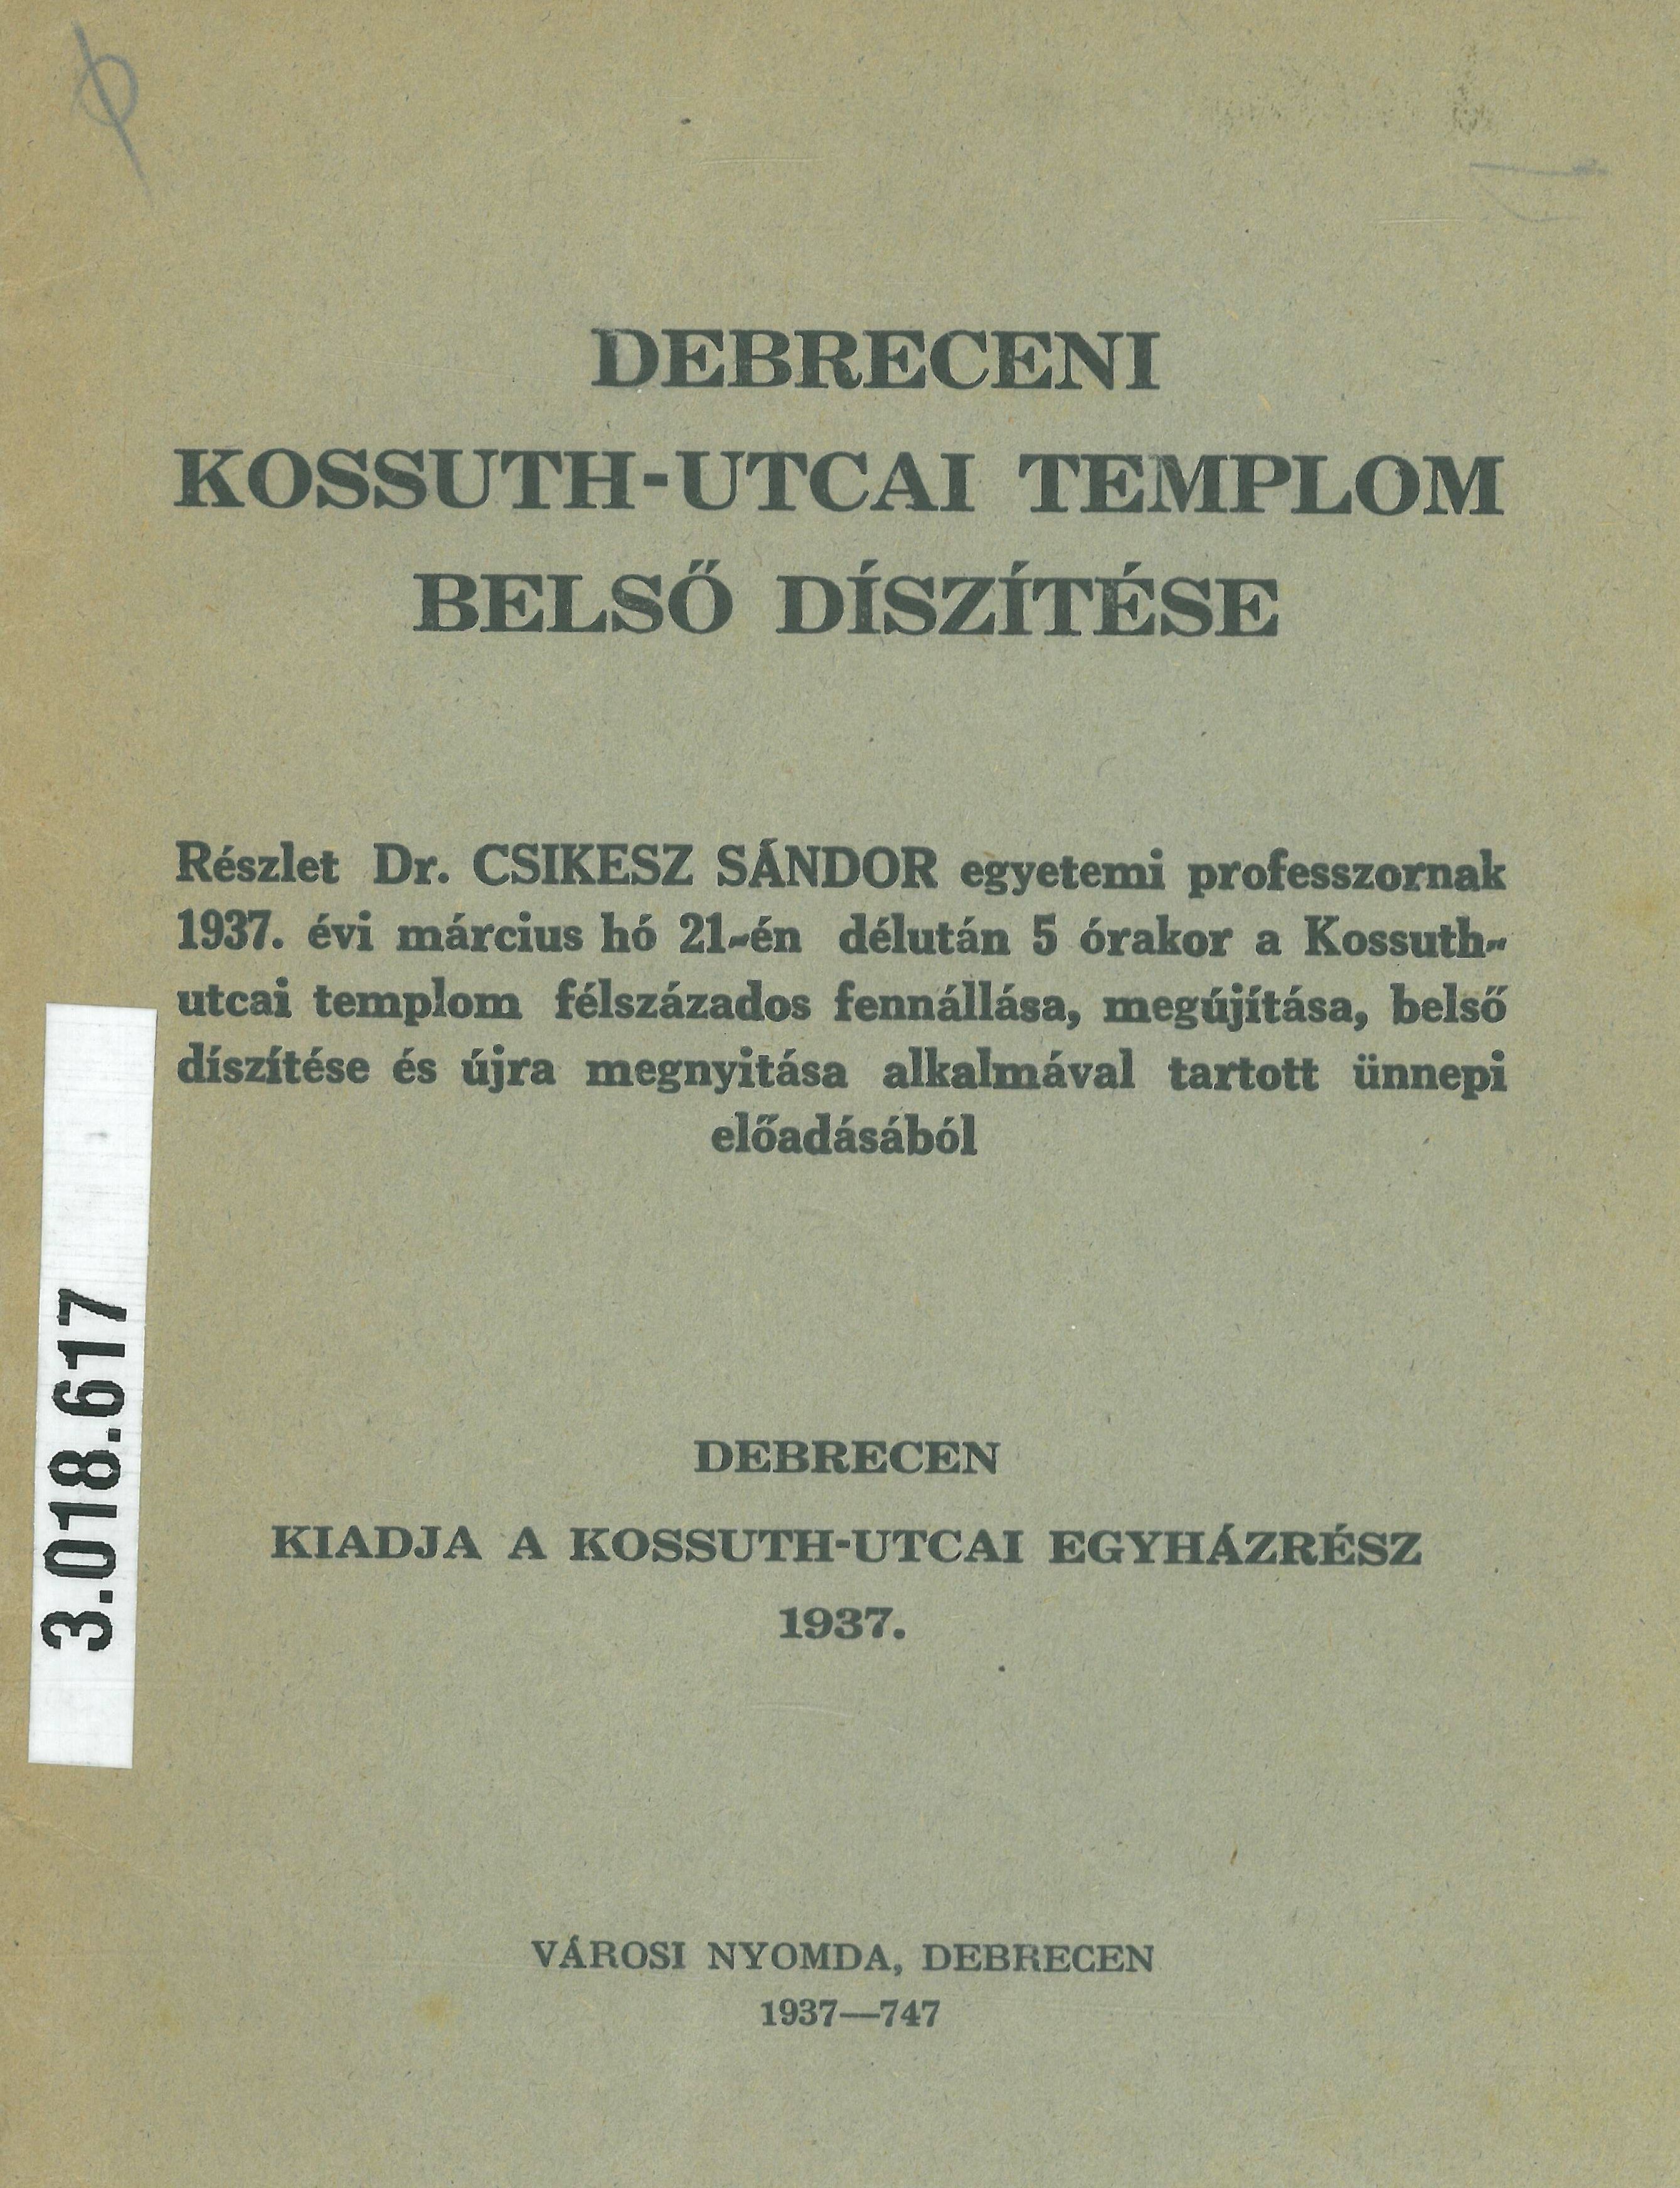 DEBRECENI
KOSSUTH-UTCAI TEMPLOM
BELSŐ DÍSZÍTÉSE
Részlet Dr. CSIKESZ SÁNDOR egyetemi professzornak
1937. évi március hó 21-én délután 5 órakor a Kossuth-
utcai templom félszázados fennállása, megújítása, belső
díszítése és újra megnyitása alkalmával tartott ünnepi
előadásából
3.018.617
DEBRECEN
KIADJA A KOSSUTH-UTCAI EGYHÁZRÉSZ
1937.
VÁROSI NYOMDA, DEBRECEN
1937—747